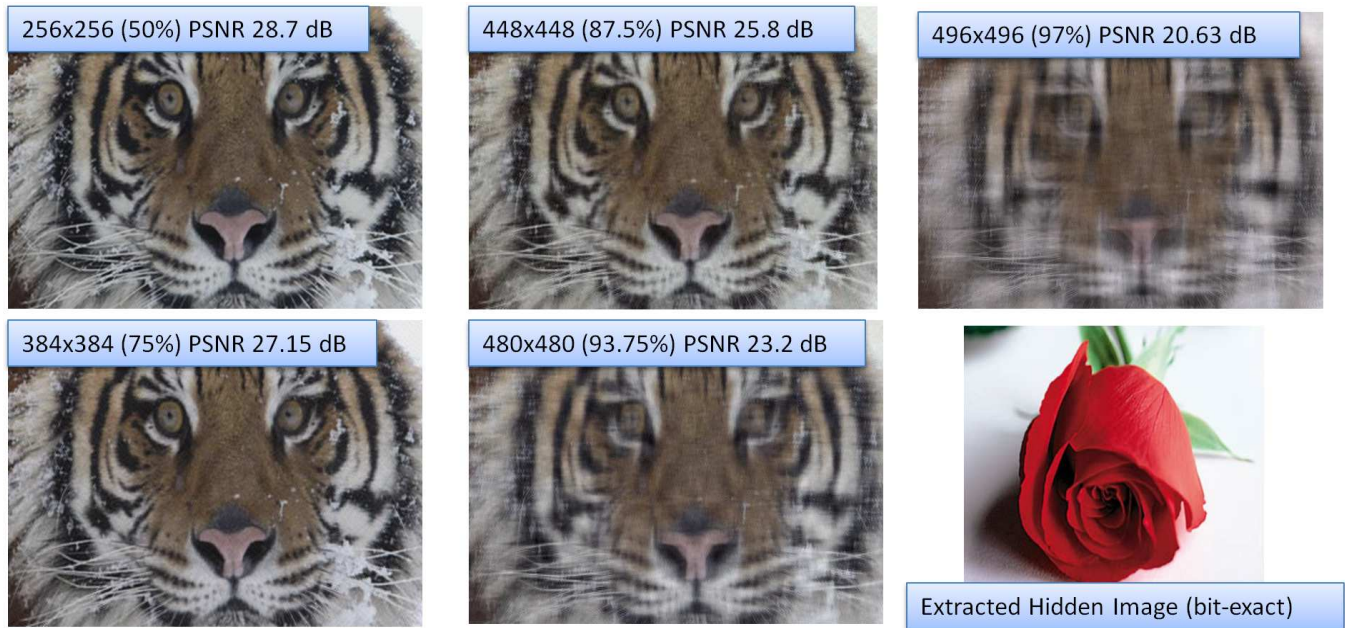 256x256 (50%) PSNR 28.7 dB
448x448 (87.5%) PSNR 25.8 dB
496x496 (97%) PSNR 20.63 dB
384x384 (75%) PSNR 27.15 dB
480x480 (93.75%) PSNR 23.2 dB
Extracted Hidden Image (bit-exact)